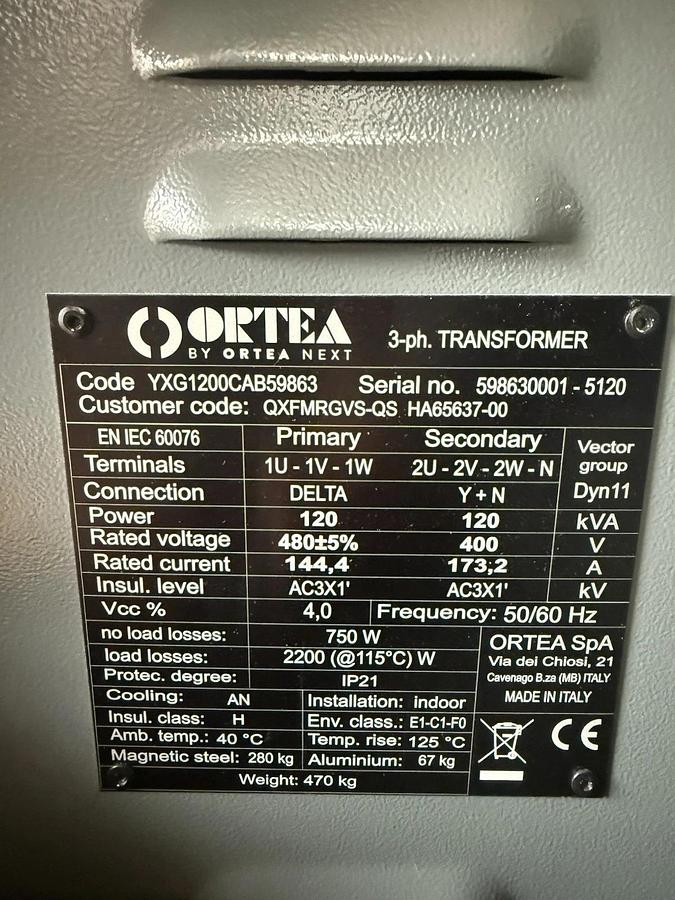 ORTEA
BY ORTEA NEXT
3-ph. TRANSFORMER
Code YXG1200CAB59863 Serial no. 598630001 - 5120
Customer code: QXFMRGVS-QS HA65637-00
EN IEC 60076 Primary Secondary Vector group
Terminals 1U - 1V - 1W 2U - 2V - 2W - N
Connection DELTA Y + N Dyn11
Power 120 120 kVA
Rated voltage 480±5% 400 V
Rated current 144,4 173,2 A
Insul. level AC3X1' AC3X1' kV
Vcc % 4,0 Frequency: 50/60 Hz
no load losses: 750 W
load losses: 2200 (@115°C) W
Protec. degree: IP21
ORTEA SpA
Via dei Chiosi, 21
Cavenago B.za (MB) ITALY
MADE IN ITALY
Cooling: AN Installation: indoor
Insul. class: H Env. class.: E1-C1-F0
Amb. temp.: 40 °C Temp. rise: 125 °C
Magnetic steel: 280 kg Aluminium: 67 kg
Weight: 470 kg
CE